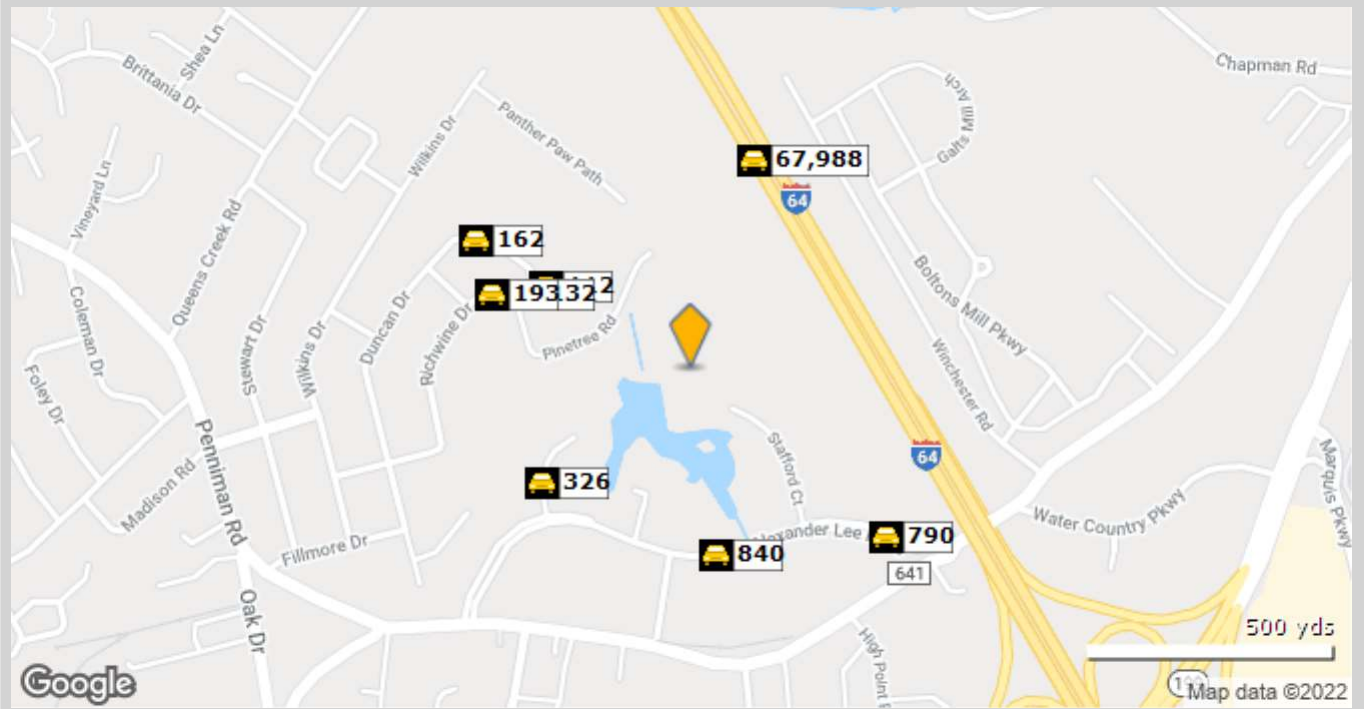 Shea Ln
Chapman Rd
Brittania Dr
Galts Mill Arch
Wilkins Dr
Panther Paw Path
67,988
64
Vineyard Ln
Queens Creek Rd
162
193
132
Boltons Mill Pkwy
Coleman Dr
Duncan Dr
Richwine Dr
Pinetree Rd
Stewart Dr
Wilkins Dr
Winchester Rd
Foley Dr
Penniman Rd
Madison Rd
Stafford Ct
64
Marquis Pkwy
326
Water Country Pkwy
Fillmore Dr
840
Alexander Lee
790
641
Oak Dr
500 yds
High Point
Google
Map data ©2022